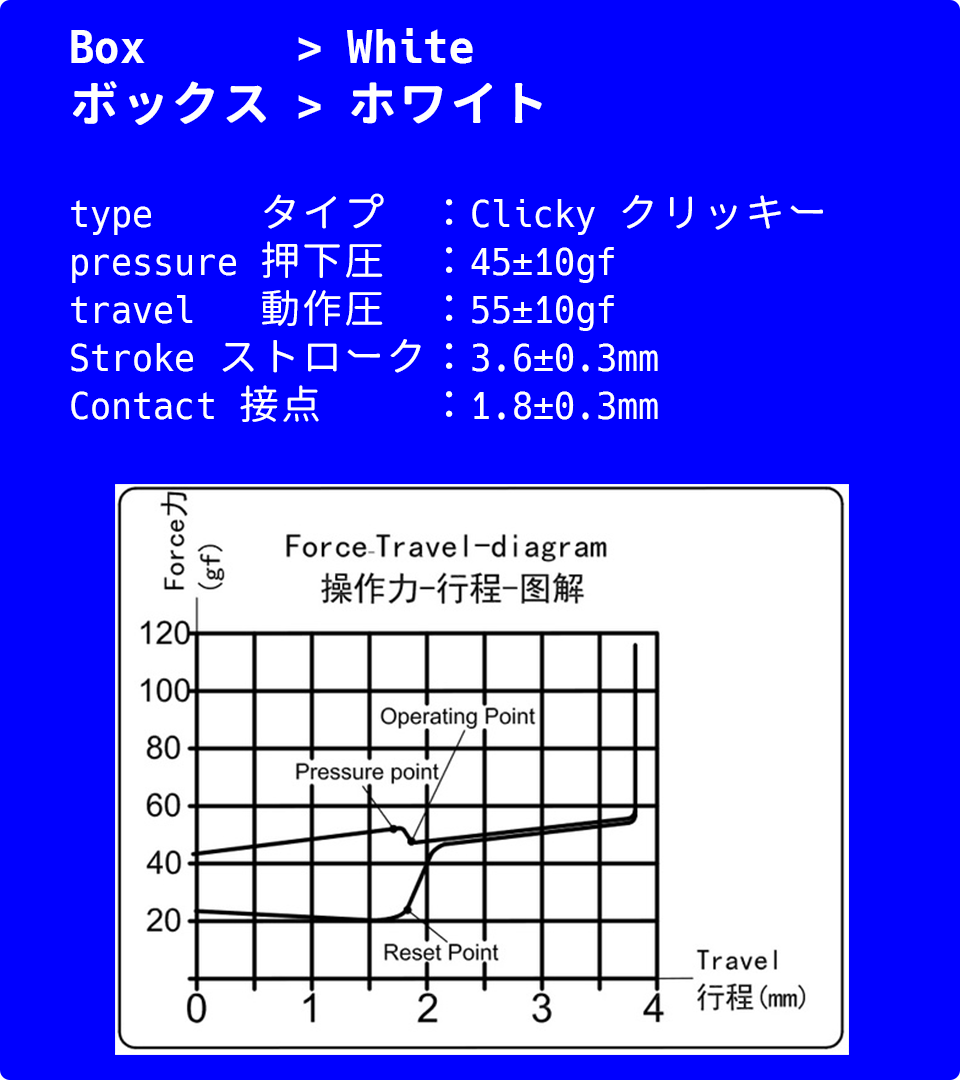 Box > White
ボックス > ホワイト
type タイプ ：Clicky クリッキー
pressure 押下圧 ：45±10gf
travel 動作圧 ：55±10gf
Stroke ストローク：3.6±0.3mm
Contact 接点 ：1.8±0.3mm
Force力
(gf)
Force-Travel-diagram
操作力-行程-图解
120
100
Operating Point
80
Pressure point
60
40
20
Reset Point
Travel
行程(mm)
0 1 2 3 4